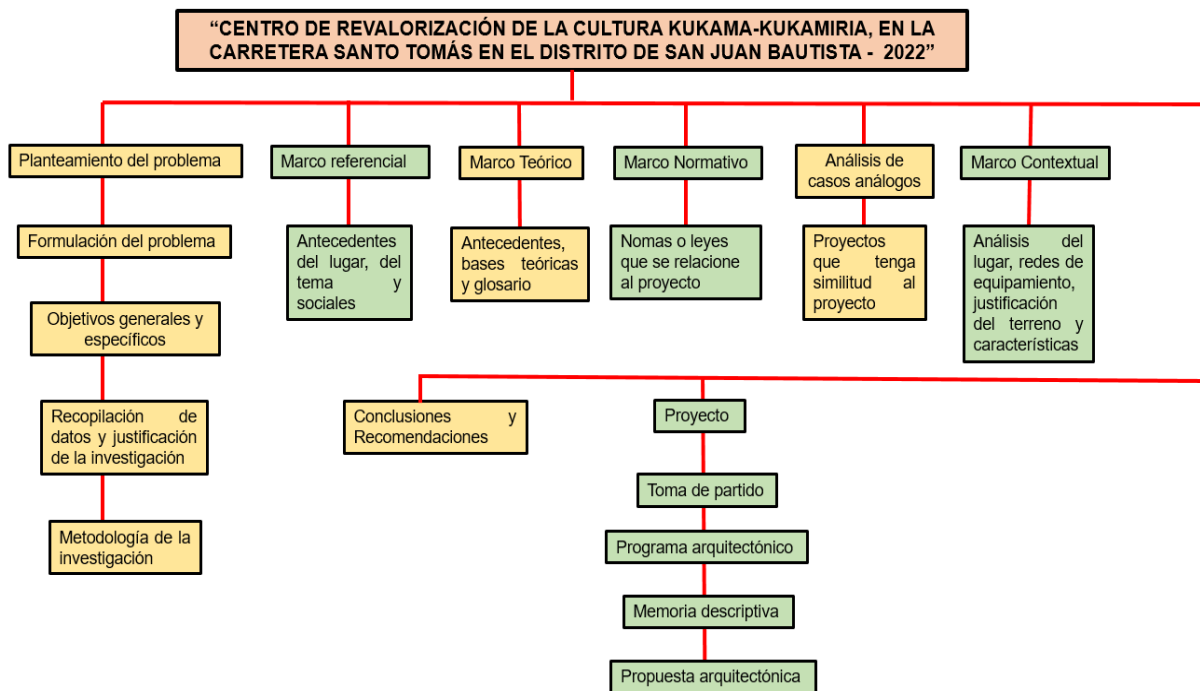 “CENTRO DE REVALORIZACIÓN DE LA CULTURA KUKAMA-KUKAMIRIA, EN LA
CARRETERA SANTO TOMÁS EN EL DISTRITO DE SAN JUAN BAUTISTA - 2022”
Planteamiento del problema
Formulación del problema
Objetivos generales y
específicos
Recopilación de
datos y justificación
de la investigación
Metodología de la
investigación
Marco referencial
Antecedentes
del lugar, del
tema y
sociales
Marco Teórico
Antecedentes,
bases teóricas
y glosario
Marco Normativo
Nomas o leyes
que se relacione
al proyecto
Análisis de
casos análogos
Proyectos
que tenga
similitud al
proyecto
Marco Contextual
Análisis del
lugar, redes de
equipamiento,
justificación
del terreno y
características
Conclusiones y
Recomendaciones
Proyecto
Toma de partido
Programa arquitectónico
Memoria descriptiva
Propuesta arquitectónica